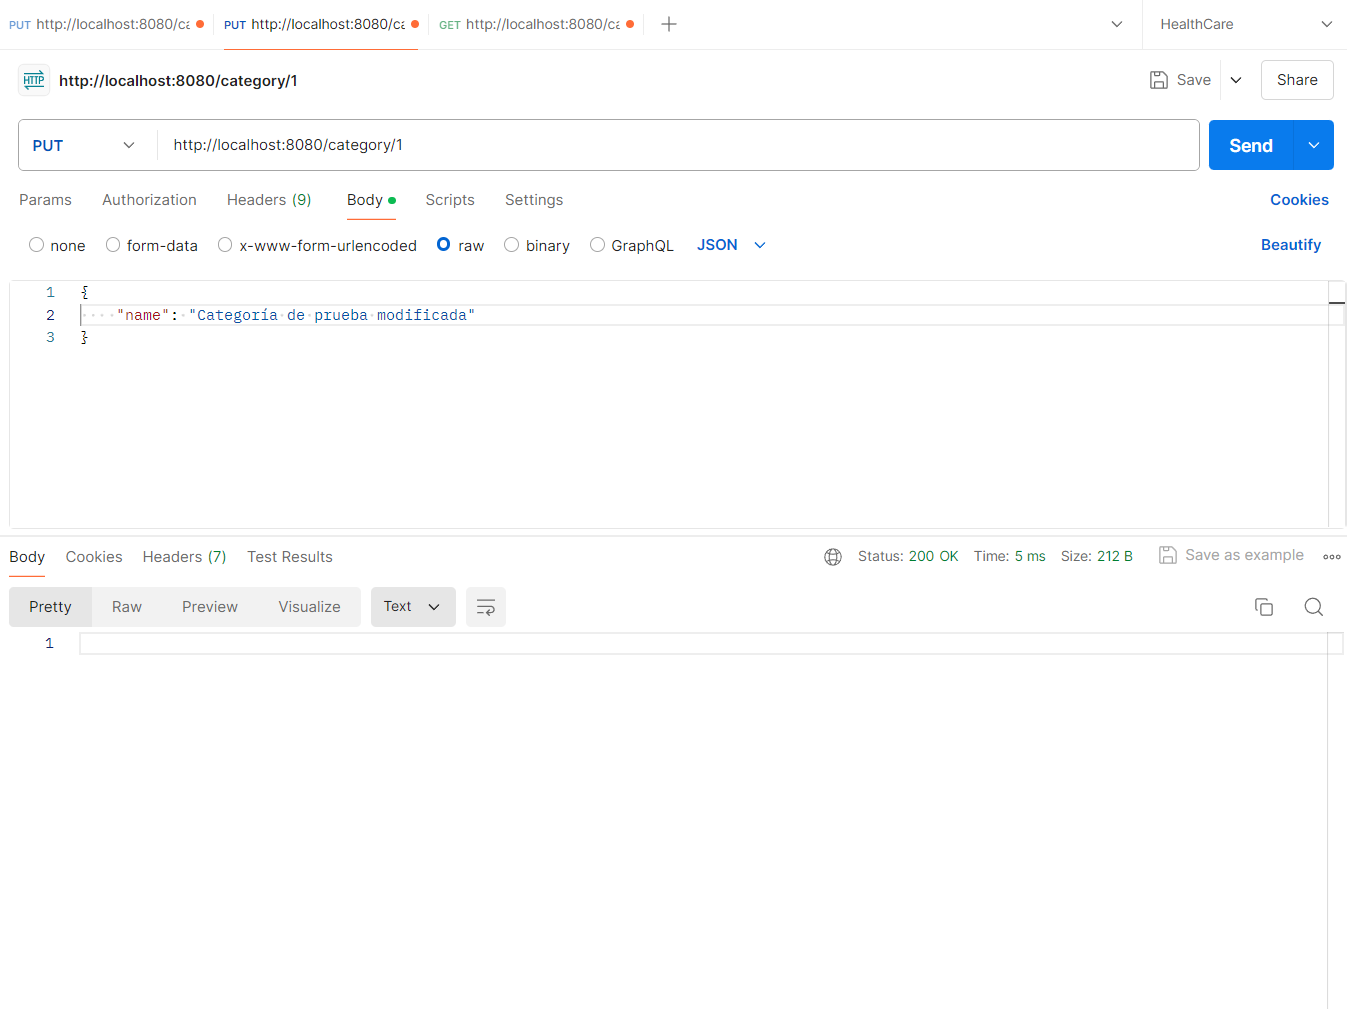 PUT http://localhost:8080/ca PUT http://localhost:8080/ca GET http://localhost:8080/ca HealthCare
HTTP http://localhost:8080/category/1 Save Share
PUT http://localhost:8080/category/1 Send
Params Authorization Headers (9) Body Scripts Settings Cookies
none form-data x-www-form-urlencoded raw binary GraphQL JSON Beautify
1 {
2 "name": "Categoría de prueba modificada"
3 }
Body Cookies Headers (7) Test Results Status: 200 OK Time: 5 ms Size: 212 B Save as example
Pretty Raw Preview Visualize Text
1